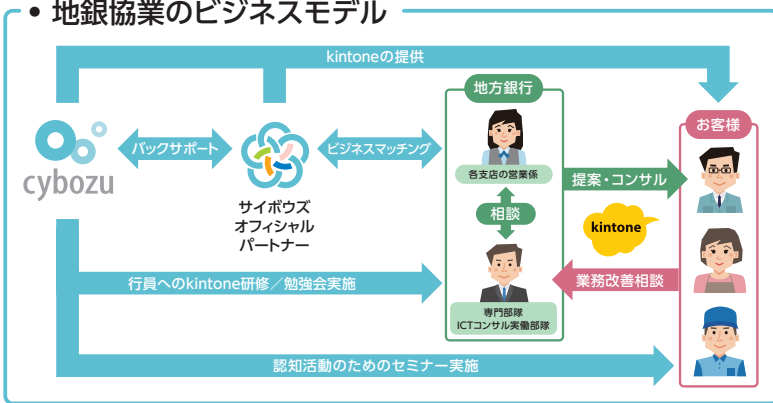 • 地銀協業のビジネスモデル
kintoneの提供
地方銀行
お客様
cybozu
バックサポート
サイボウズ
オフィシャル
パートナー
ビジネスマッチング
各支店の営業係
相談
提案・コンサル
kintone
業務改善相談
行員へのkintone研修／勉強会実施
専門部隊
ICTコンサル実働部隊
認知活動のためのセミナー実施